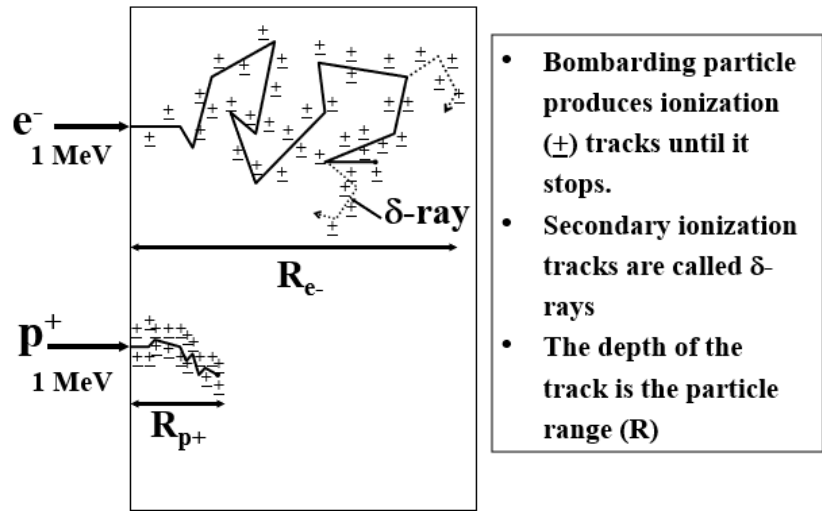 e⁻
1 MeV
δ-ray
Rₑ₋
p⁺
1 MeV
Rₚ₊
• Bombarding particle
produces ionization
(±) tracks until it
stops.
• Secondary ionization
tracks are called δ-
rays
• The depth of the
track is the particle
range (R)